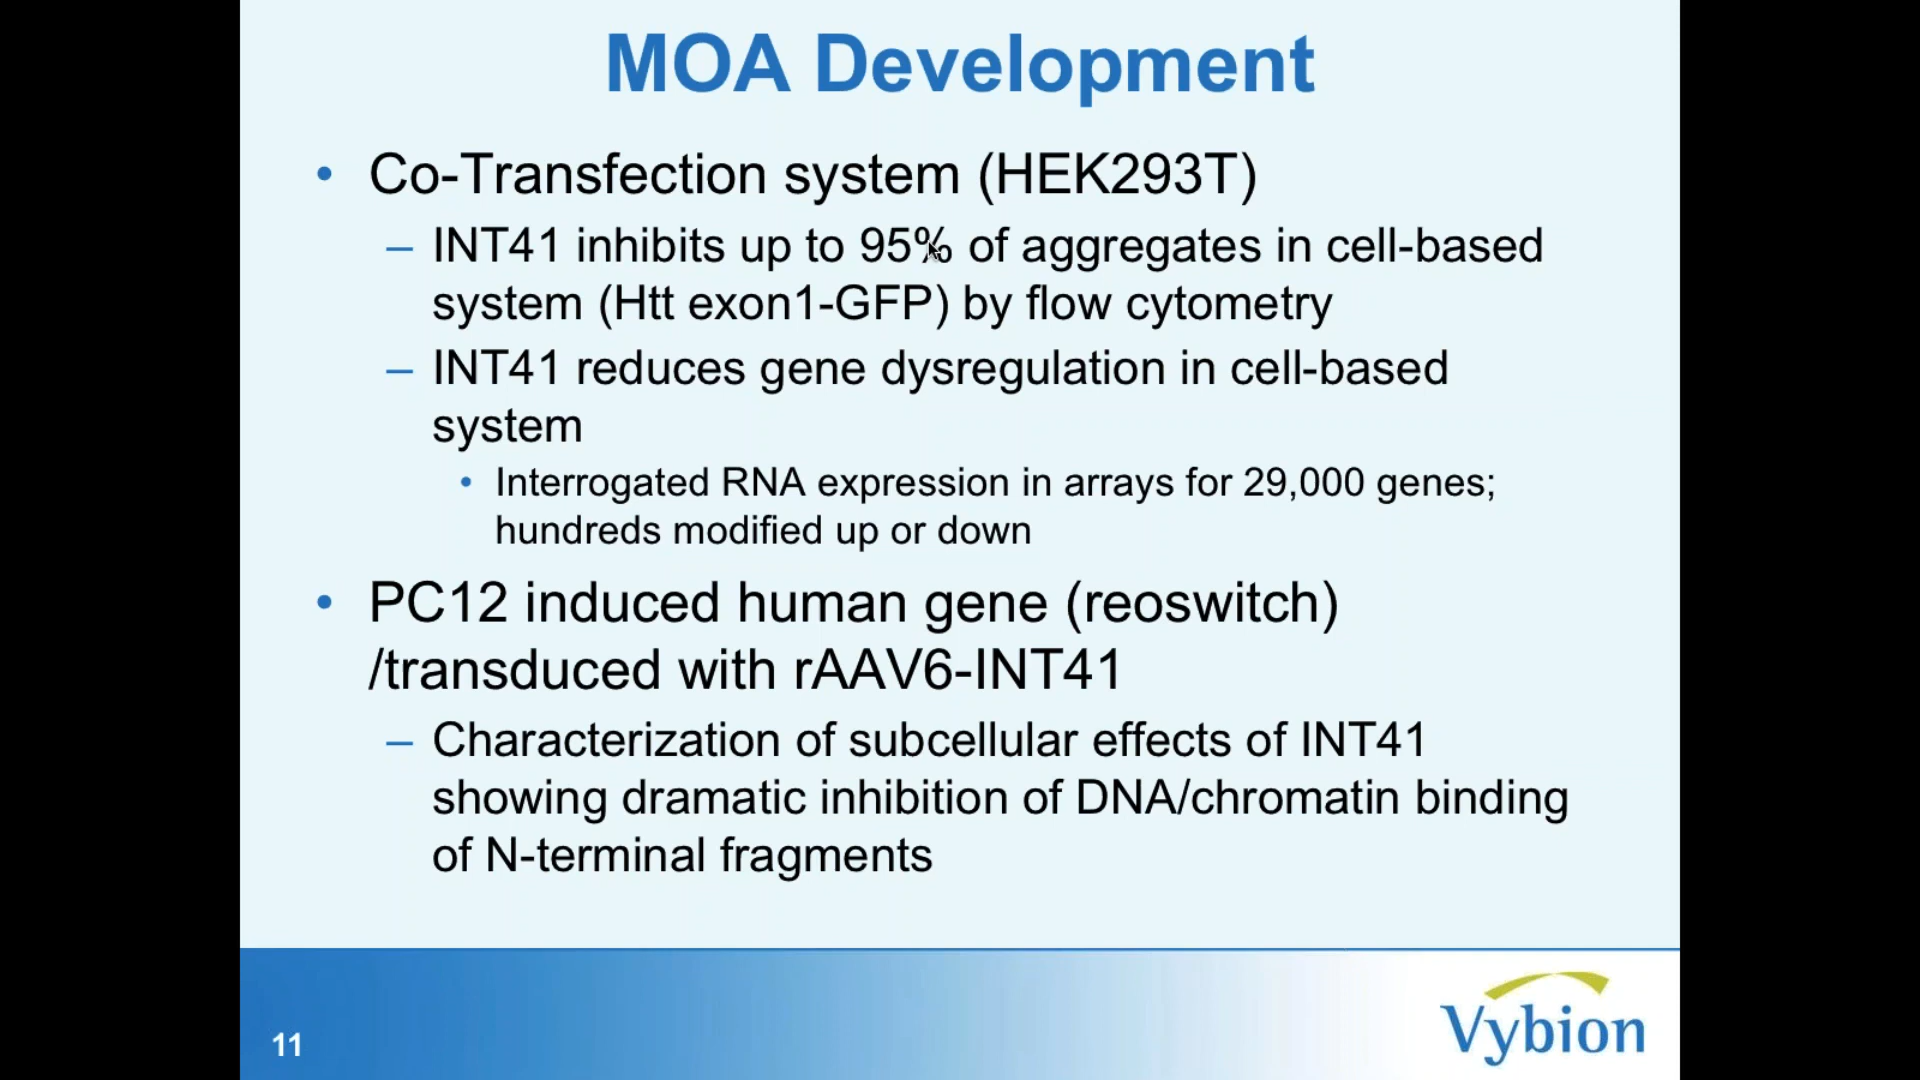 MOA Development
• Co-Transfection system (HEK293T)
– INT41 inhibits up to 95% of aggregates in cell-based
system (Htt exon1-GFP) by flow cytometry
– INT41 reduces gene dysregulation in cell-based
system
• Interrogated RNA expression in arrays for 29,000 genes;
hundreds modified up or down
• PC12 induced human gene (reoswitch)
/transduced with rAAV6-INT41
– Characterization of subcellular effects of INT41
showing dramatic inhibition of DNA/chromatin binding
of N-terminal fragments
11
Vybion